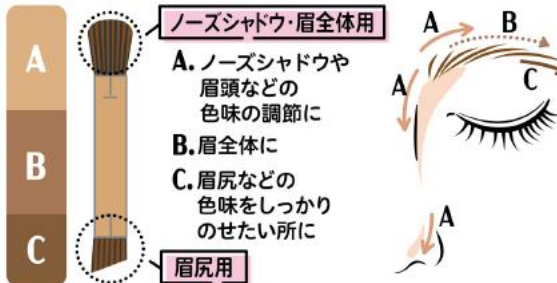 ノーズシャドウ・眉全体用
A
B
C
A. ノーズシャドウや
眉頭などの
色味の調節に
B. 眉全体に
C. 眉尻などの
色味をしっかり
のせたい所に
眉尻用
A
B
A
C
A